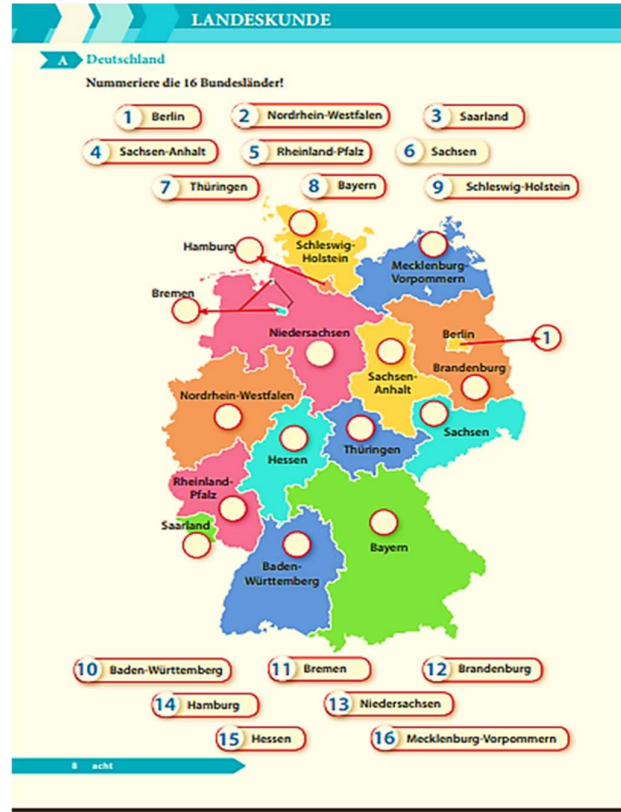 LANDESKUNDE
A Deutschland
Nummeriere die 16 Bundesländer!
1 Berlin
2 Nordrhein-Westfalen
3 Saarland
4 Sachsen-Anhalt
5 Rheinland-Pfalz
6 Sachsen
7 Thüringen
8 Bayern
9 Schleswig-Holstein
Hamburg
Schleswig-
Holstein
Mecklenburg-
Vorpommern
Bremen
Niedersachsen
Berlin
1
Sachsen-
Anhalt
Brandenburg
Nordrhein-Westfalen
Sachsen
Hessen
Thüringen
Rheinland-
Pfalz
Saarland
Bayern
Baden-
Württemberg
10 Baden-Württemberg
11 Bremen
12 Brandenburg
14 Hamburg
13 Niedersachsen
15 Hessen
16 Mecklenburg-Vorpommern
8 acht